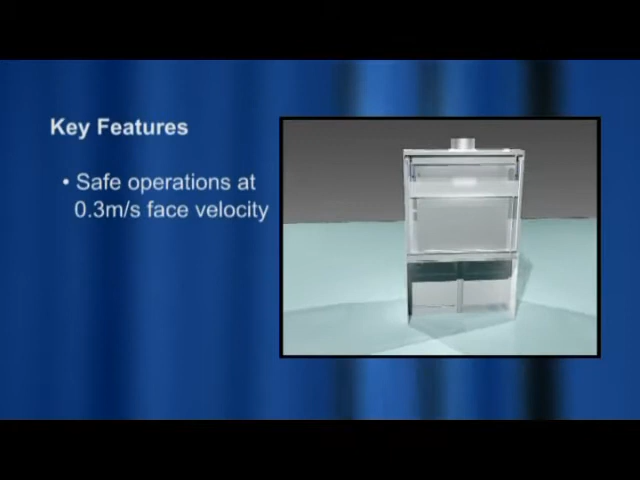 Key Features
• Safe operations at
0.3m/s face velocity